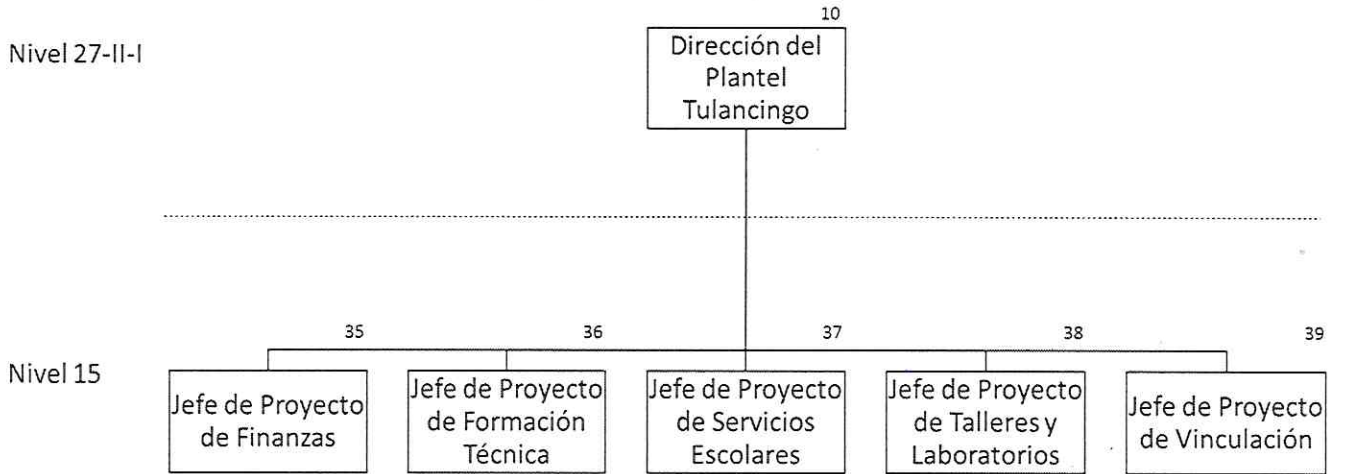 10
Nivel 27-II-I
Dirección del
Plantel
Tulancingo
35
36
37
38
39
Nivel 15
Jefe de Proyecto
de Finanzas
Jefe de Proyecto
de Formación
Técnica
Jefe de Proyecto
de Servicios
Escolares
Jefe de Proyecto
de Talleres y
Laboratorios
Jefe de Proyecto
de Vinculación